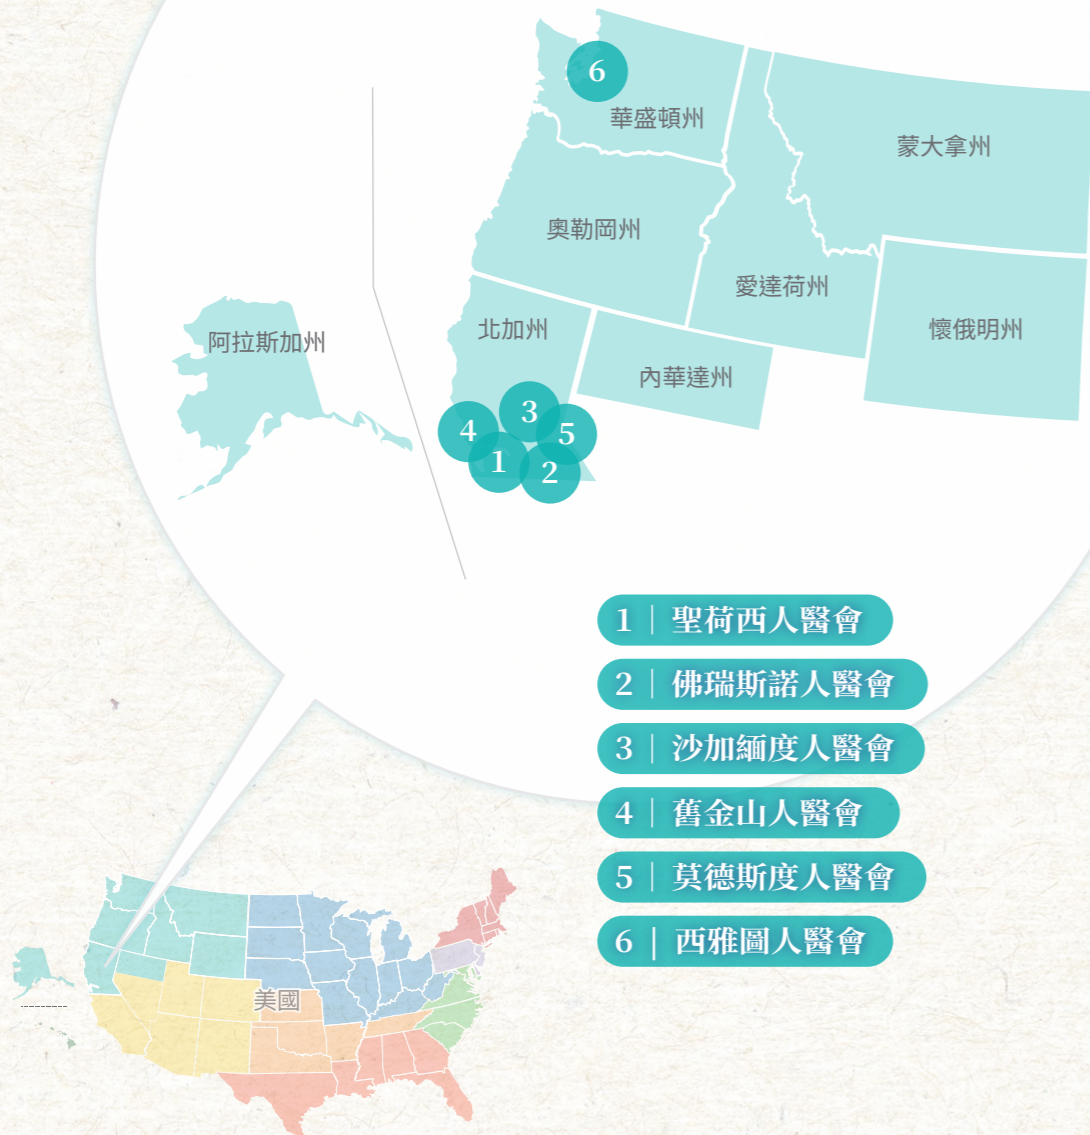 6
華盛頓州
蒙大拿州
奧勒岡州
愛達荷州
北加州
懷俄明州
阿拉斯加州
內華達州
3
4
5
1
2
1｜聖荷西人醫會
2｜佛瑞斯諾人醫會
3｜沙加緬度人醫會
4｜舊金山人醫會
5｜莫德斯度人醫會
6｜西雅圖人醫會
美國